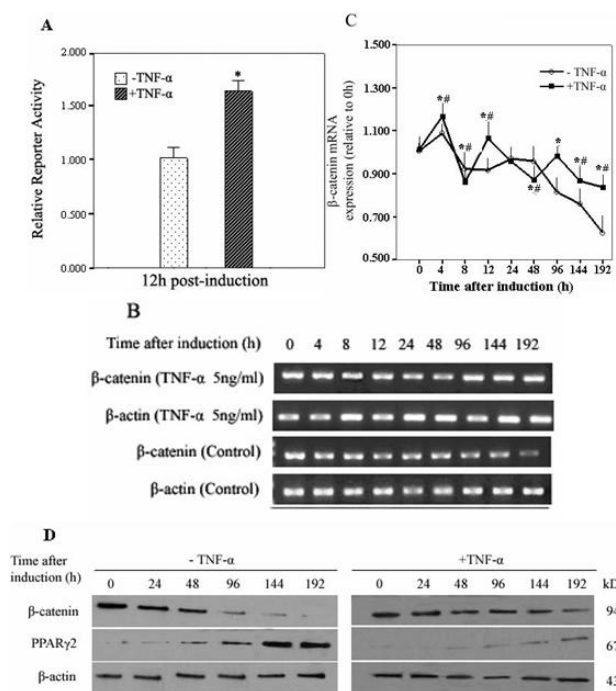 A
2.000
1.500
1.000
0.500
0.000
Relative Reporter Activity
-TNF-α
+TNF-α
*
12h post-induction
C
1.500
1.300
1.100
0.900
0.700
0.500
β-catenin mRNA
expression (relative to 0h)
- TNF-α
+TNF-α
*# *# *# *# * *# *#
0 4 8 12 24 48 96 144 192
Time after induction (h)
B
Time after induction (h) 0 4 8 12 24 48 96 144 192
β-catenin (TNF-α 5ng/ml)
β-actin (TNF-α 5ng/ml)
β-catenin (Control)
β-actin (Control)
D
Time after
induction (h)
- TNF-α
0 24 48 96 144 192
+TNF-α
0 24 48 96 144 192
β-catenin
PPARγ2
β-actin
94
67